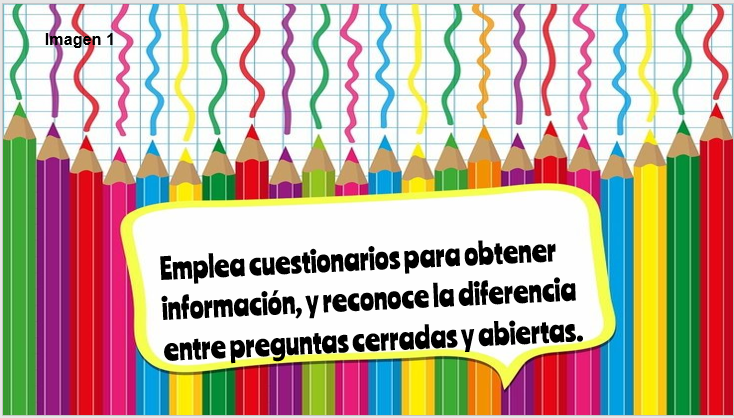 Imagen 1
Emplea cuestionarios para obtener
información, y reconoce la diferencia
entre preguntas cerradas y abiertas.